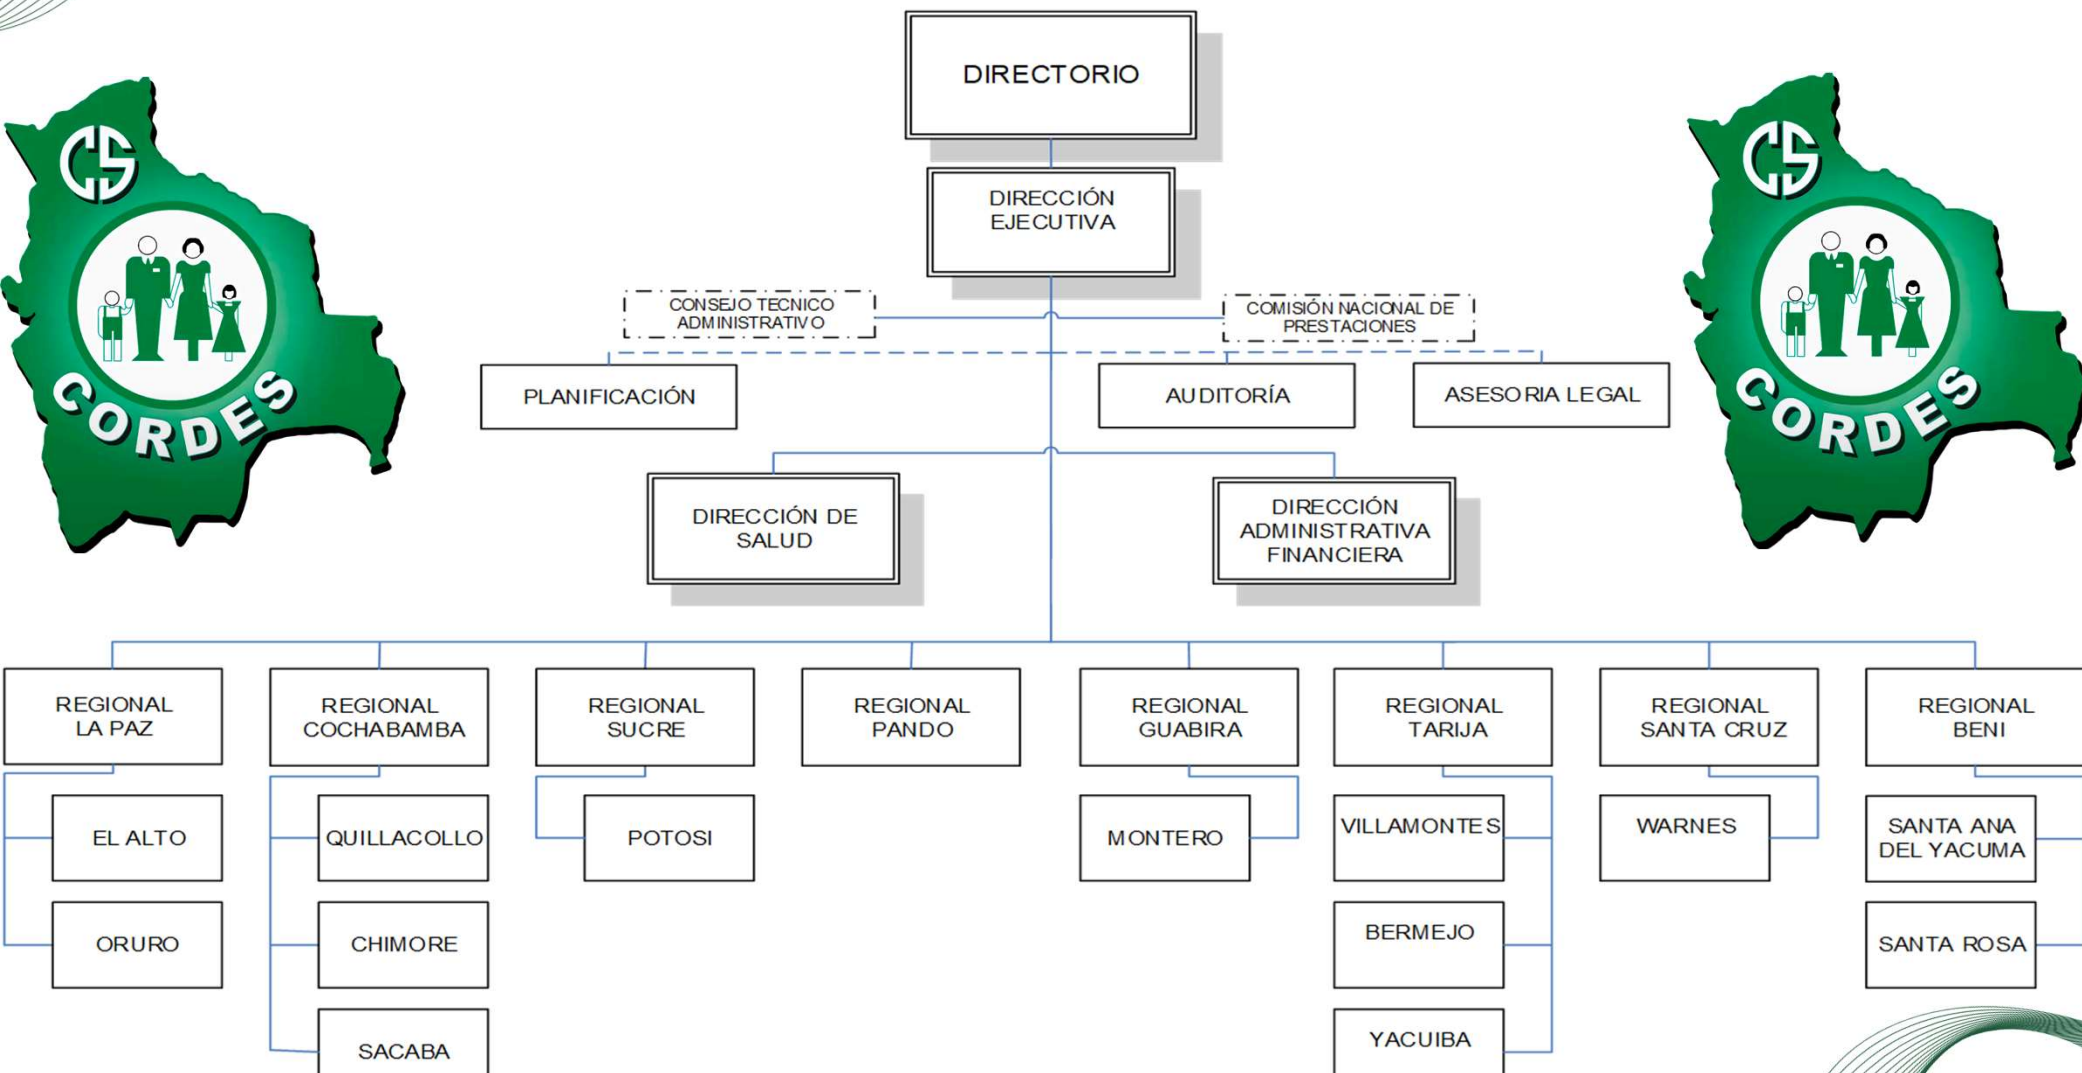 DIRECTORIO
CS
CORDES
CS
CORDES
DIRECCIÓN
EJECUTIVA
CONSEJO TECNICO
ADMINISTRATIVO
COMISIÓN NACIONAL DE
PRESTACIONES
PLANIFICACIÓN
AUDITORÍA
ASESORIA LEGAL
DIRECCIÓN DE
SALUD
DIRECCIÓN
ADMINISTRATIVA
FINANCIERA
REGIONAL
LA PAZ
REGIONAL
COCHABAMBA
REGIONAL
SUCRE
REGIONAL
PANDO
REGIONAL
GUABIRA
REGIONAL
TARIJA
REGIONAL
SANTA CRUZ
REGIONAL
BENI
EL ALTO
QUILLACOLLO
POTOSI
MONTERO
VILLAMONTES
WARNES
SANTA ANA
DEL YACUMA
ORURO
CHIMORE
BERMEJO
SANTA ROSA
SACABA
YACUIBA